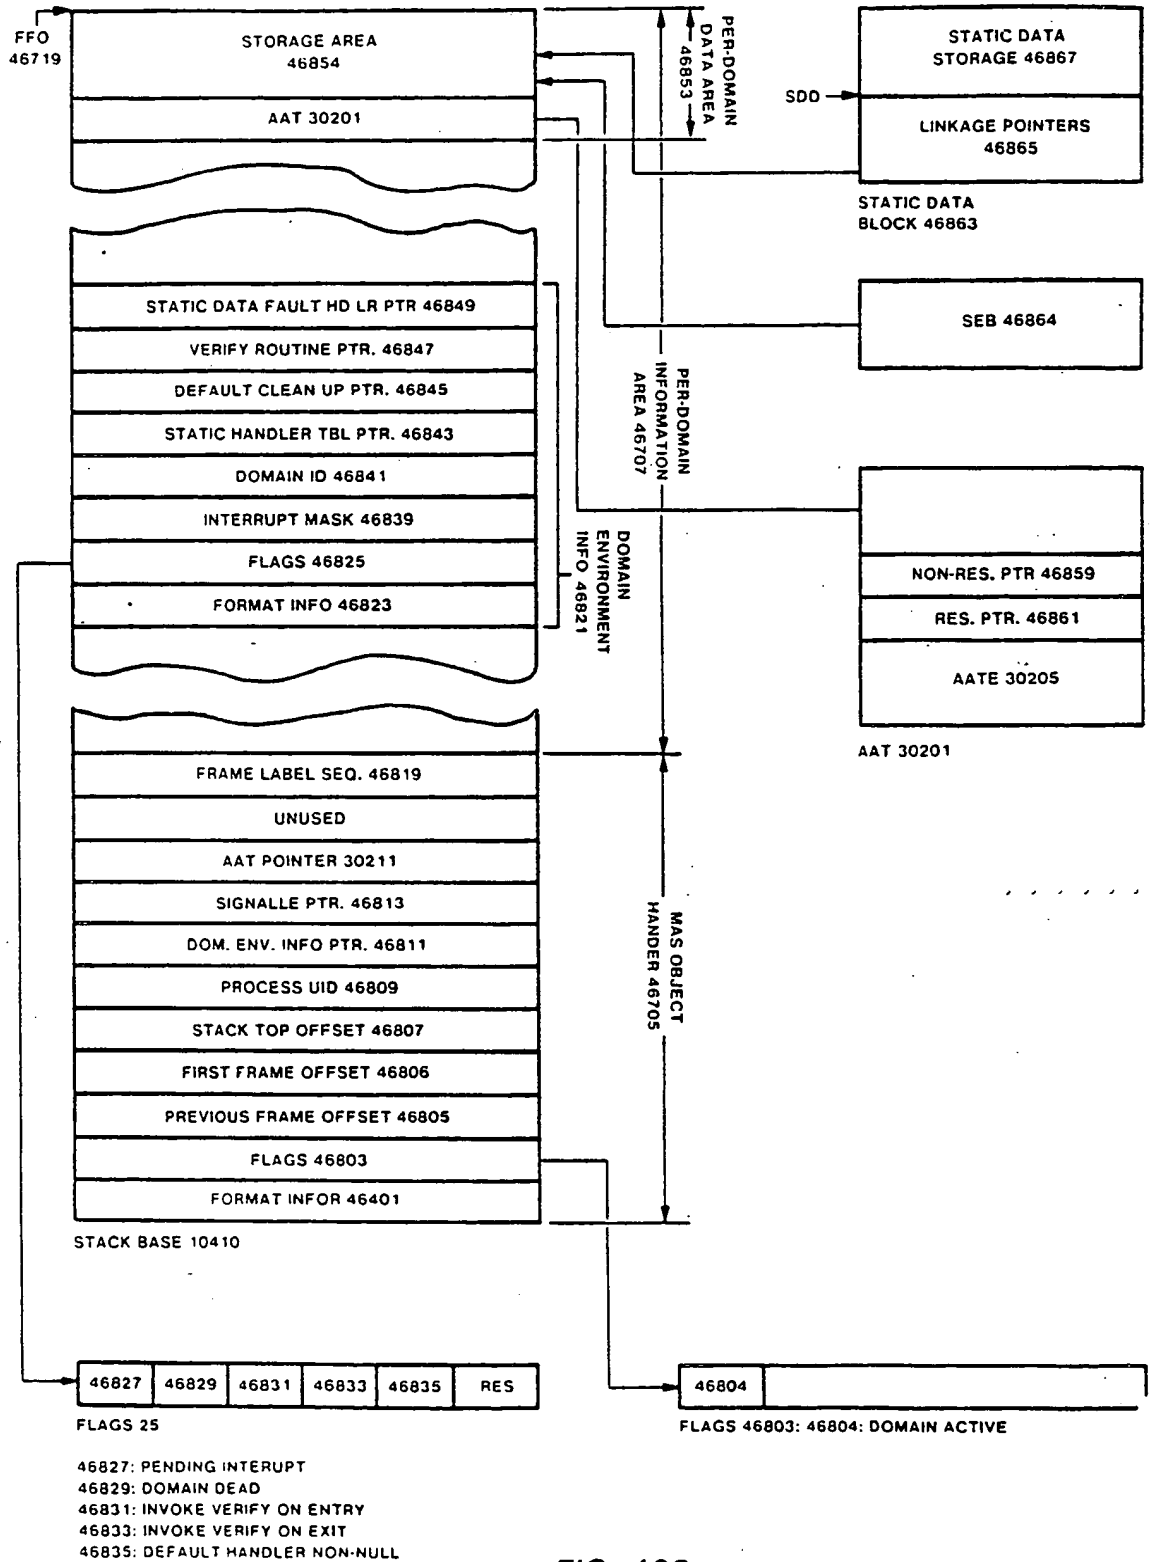 FFO
46719
STORAGE AREA
46854
AAT 30201
PER-DOMAIN
DATA AREA
46853
STATIC DATA
STORAGE 46867
SDO
LINKAGE POINTERS
46865
STATIC DATA
BLOCK 46863
STATIC DATA FAULT HD LR PTR 46849
VERIFY ROUTINE PTR. 46847
DEFAULT CLEAN UP PTR. 46845
STATIC HANDLER TBL PTR. 46843
DOMAIN ID 46841
INTERRUPT MASK 46839
FLAGS 46825
FORMAT INFO 46823
DOMAIN
ENVIRONMENT
INFO 46821
PER-DOMAIN
INFORMATION
AREA 46707
SEB 46864
NON-RES. PTR 46859
RES. PTR. 46861
AATE 30205
AAT 30201
FRAME LABEL SEQ. 46819
UNUSED
AAT POINTER 30211
SIGNALLE PTR. 46813
DOM. ENV. INFO PTR. 46811
PROCESS UID 46809
STACK TOP OFFSET 46807
FIRST FRAME OFFSET 46806
PREVIOUS FRAME OFFSET 46805
FLAGS 46803
FORMAT INFOR 46401
STACK BASE 10410
MAS OBJECT
HANDER 46705
46827 46829 46831 46833 46835 RES
FLAGS 25
46804
FLAGS 46803: 46804: DOMAIN ACTIVE
46827: PENDING INTERUPT
46829: DOMAIN DEAD
46831: INVOKE VERIFY ON ENTRY
46833: INVOKE VERIFY ON EXIT
46835: DEFAULT HANDLER NON-NULL